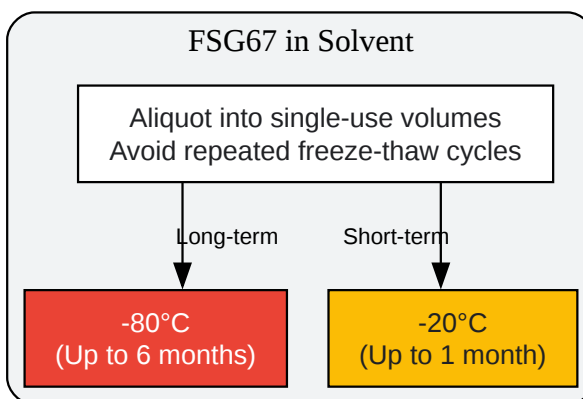 FSG67 in Solvent
Aliquot into single-use volumes
Avoid repeated freeze-thaw cycles
Long-term
Short-term
-80°C
(Up to 6 months)
-20°C
(Up to 1 month)